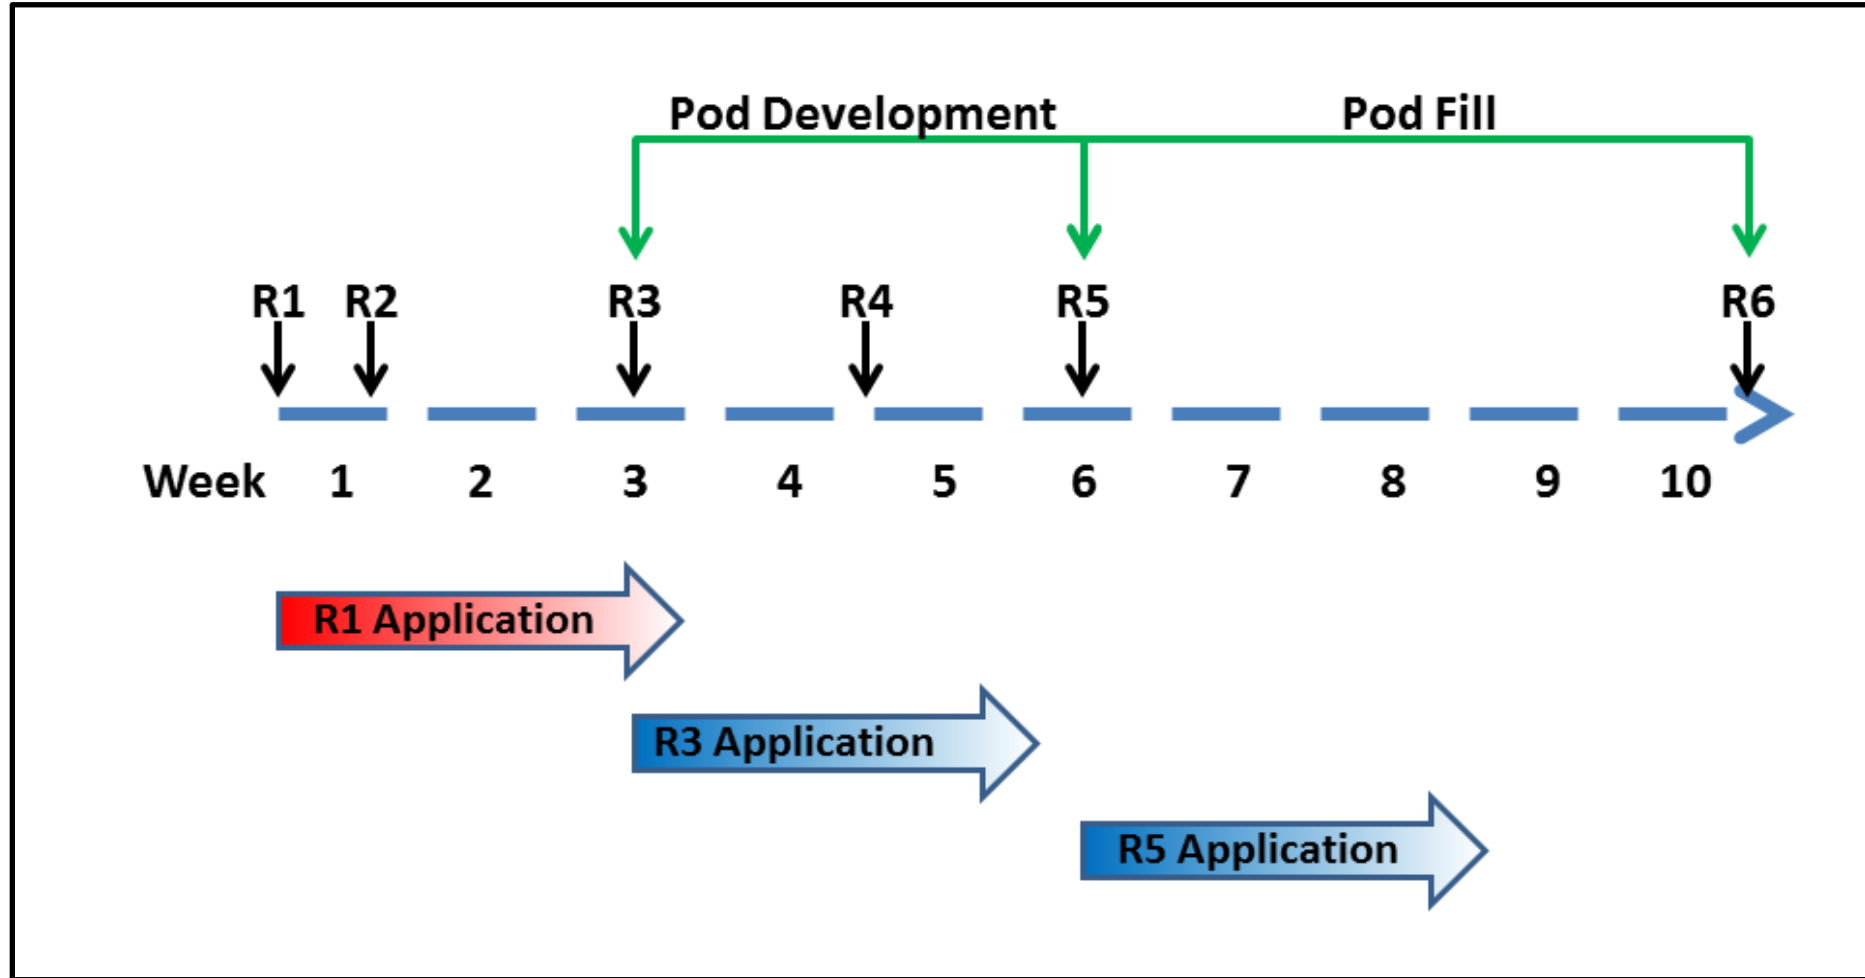 Pod Development Pod Fill
R1 R2 R3 R4 R5 R6
Week 1 2 3 4 5 6 7 8 9 10
R1 Application
R3 Application
R5 Application